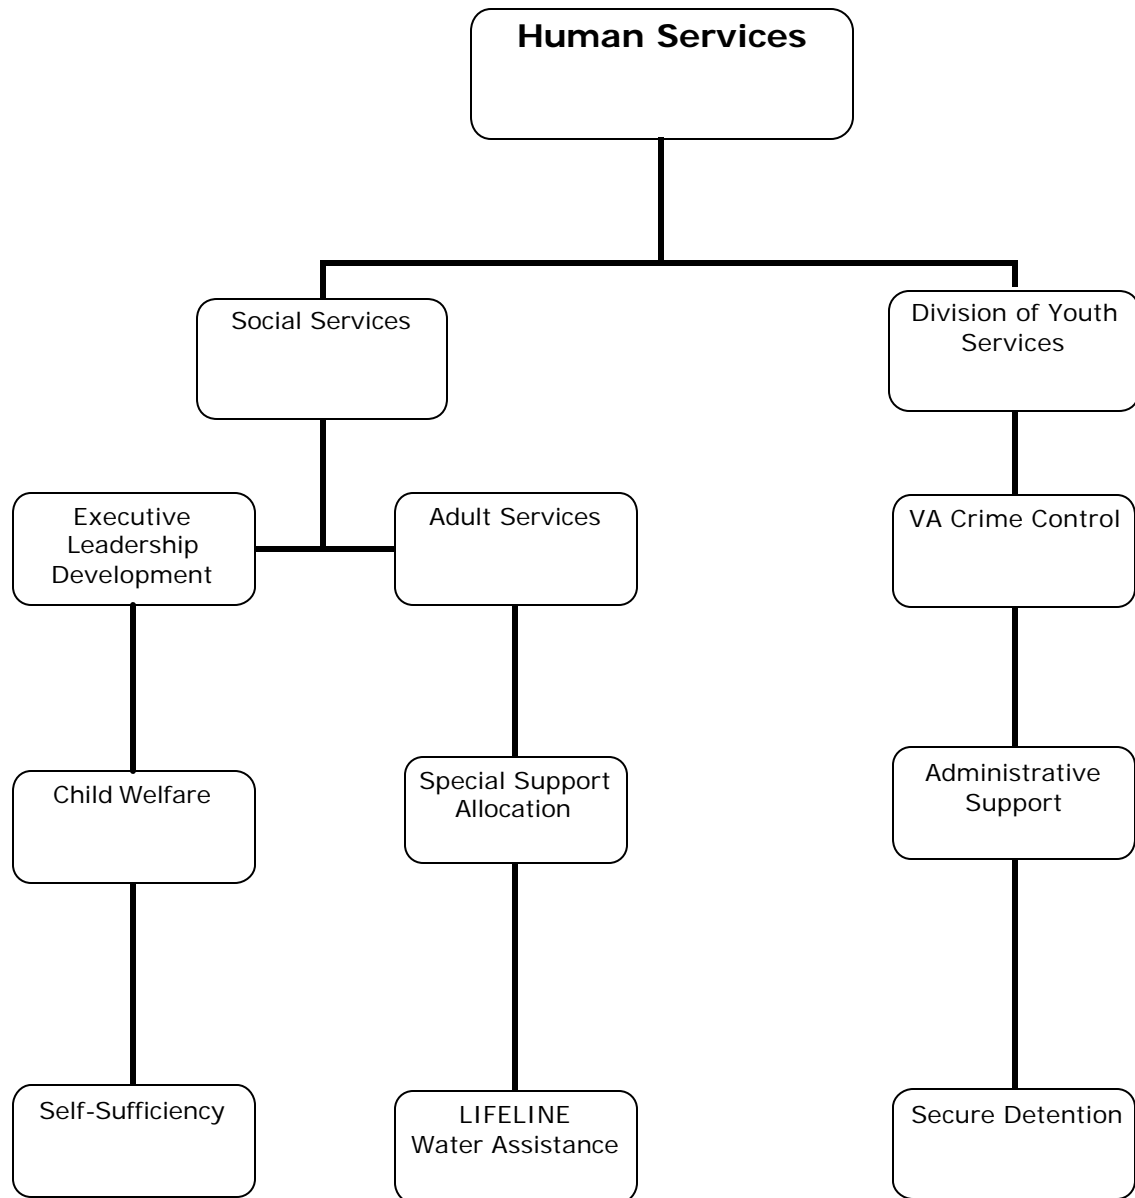 Human Services
Social Services
Division of Youth
Services
Executive
Leadership
Development
Adult Services
VA Crime Control
Child Welfare
Special Support
Allocation
Administrative
Support
Self-Sufficiency
LIFELINE
Water Assistance
Secure Detention